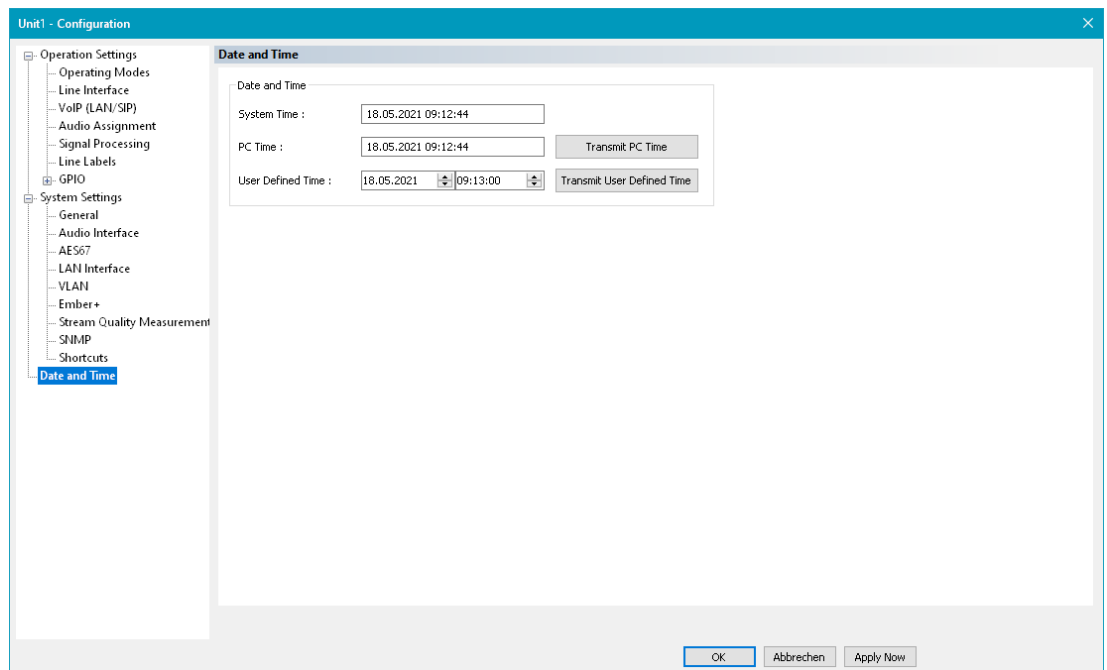 Unit1 - Configuration
Operation Settings
Operating Modes
Line Interface
VoIP (LAN/SIP)
Audio Assignment
Signal Processing
Line Labels
GPIO
System Settings
General
Audio Interface
AES67
LAN Interface
VLAN
Ember+
Stream Quality Measurement
SNMP
Shortcuts
Date and Time
Date and Time
Date and Time
System Time : 18.05.2021 09:12:44
PC Time : 18.05.2021 09:12:44 Transmit PC Time
User Defined Time : 18.05.2021 09:13:00 Transmit User Defined Time
OK Abbrechen Apply Now